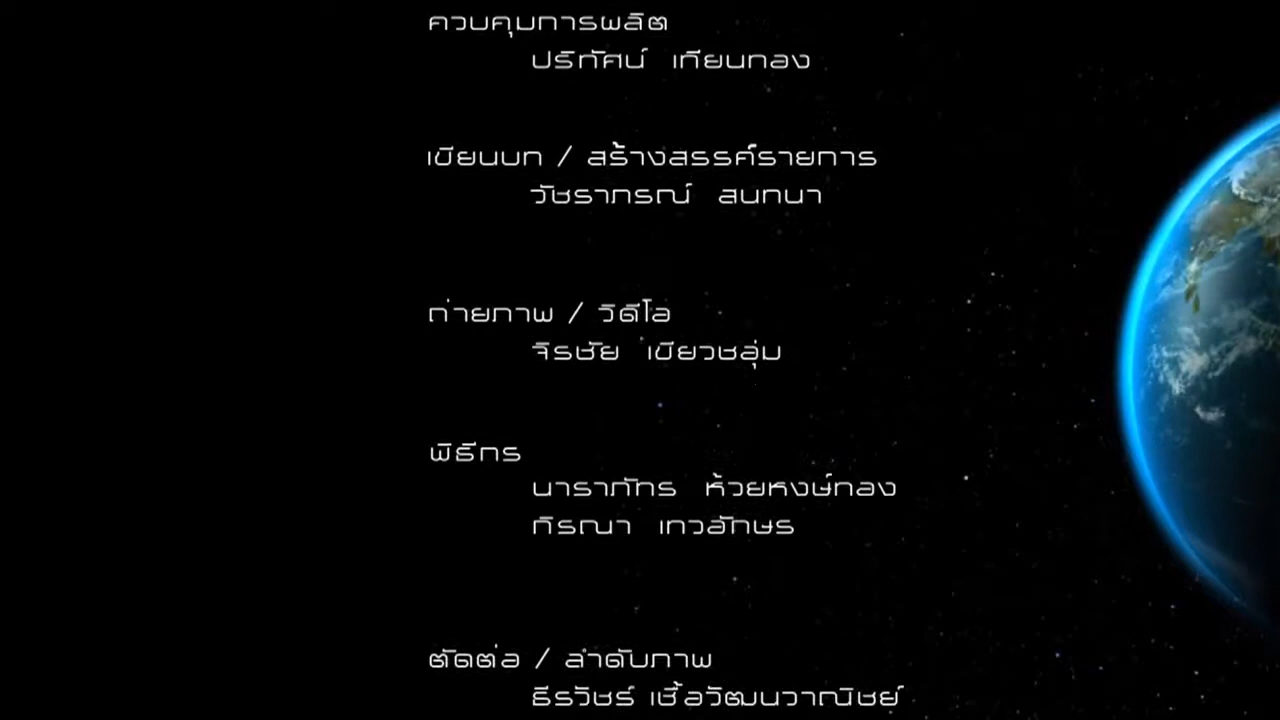 ควบคุมการผลิต
ปริทัศน์ เทียนทอง
เขียนบท / สร้างสรรค์รายการ
วัชราภรณ์ สนทนา
ถ่ายภาพ / วิดีโอ
จิรชัย เขียวชลุ่ม
พิธีกร
นาราภัทร ห้วยหงษ์ทอง
กิรณา เทวอักษร
ตัดต่อ / ลำดับภาพ
ธีรวิชร์ เชื้อวัฒนวาณิชย์